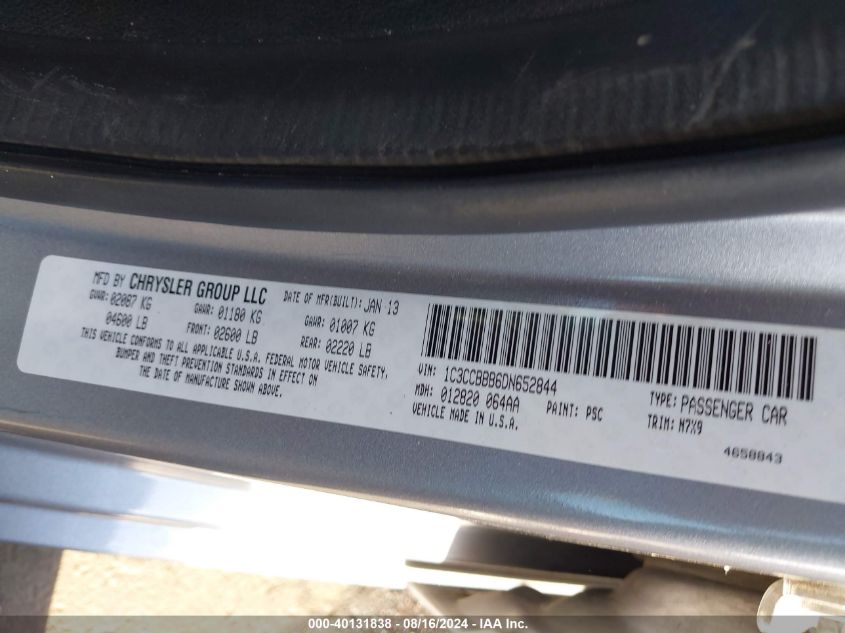 MFD BY CHRYSLER GROUP LLC DATE OF MFR(BUILT): JAN 13
GVWR: 02087 KG GAWR: 01180 KG GAWR: 01007 KG
04600 LB FRONT: 02600 LB REAR: 02220 LB
THIS VEHICLE CONFORMS TO ALL APPLICABLE U.S.A. FEDERAL MOTOR VEHICLE SAFETY,
BUMPER AND THEFT PREVENTION STANDARDS IN EFFECT ON
THE DATE OF MANUFACTURE SHOWN ABOVE.
VIN: 1C3CCBBB6DN652844 TYPE: PASSENGER CAR
MDH: 012820 064AA PAINT: PSC TRIM: M7X9
VEHICLE MADE IN U.S.A.
4658843
000-40131838 - 08/16/2024 - IAA Inc.